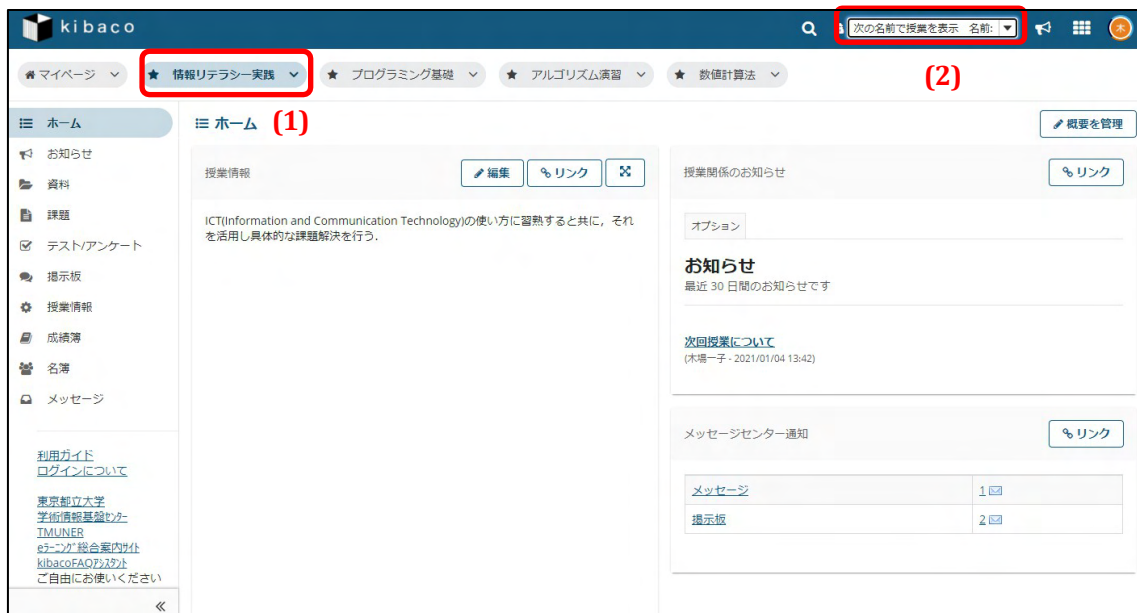 kibaco
次の名前で授業を表示 名前:
木
マイページ
情報リテラシー実践
プログラミング基礎
アルゴリズム演習
数値計算法
(1)
(2)
ホーム
お知らせ
資料
課題
テスト/アンケート
掲示板
授業情報
成績簿
名簿
メッセージ
利用ガイド
ログインについて
東京都立大学
学術情報基盤センター
TMUNER
eラーニング総合案内サイト
kibacoFAQアシスタント
ご自由にお使いください
«
ホーム
概要を管理
授業情報
編集
リンク
ICT(Information and Communication Technology)の使い方に習熟すると共に，それ
を活用し具体的な課題解決を行う．
授業関係のお知らせ
リンク
オプション
お知らせ
最近 30 日間のお知らせです
次回授業について
(木場一子 - 2021/01/04 13:42)
メッセージセンター通知
リンク
メッセージ 1
掲示板 2